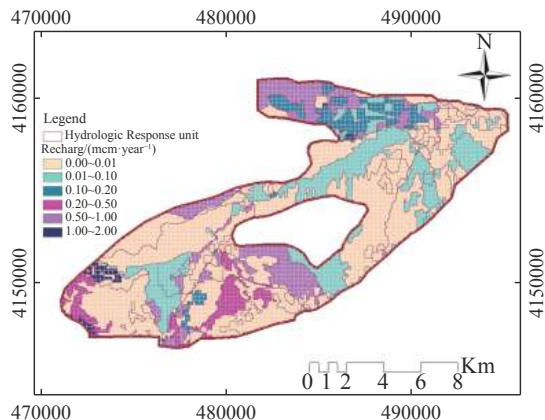 470000 480000 490000
N
4160000 4160000
Legend
Hydrologic Response unit
Recharg/(mcm·year⁻¹)
0.00~0.01
0.01~0.10
0.10~0.20
0.20~0.50
0.50~1.00
1.00~2.00
4150000 4150000
Km
0 1 2 4 6 8
470000 480000 490000